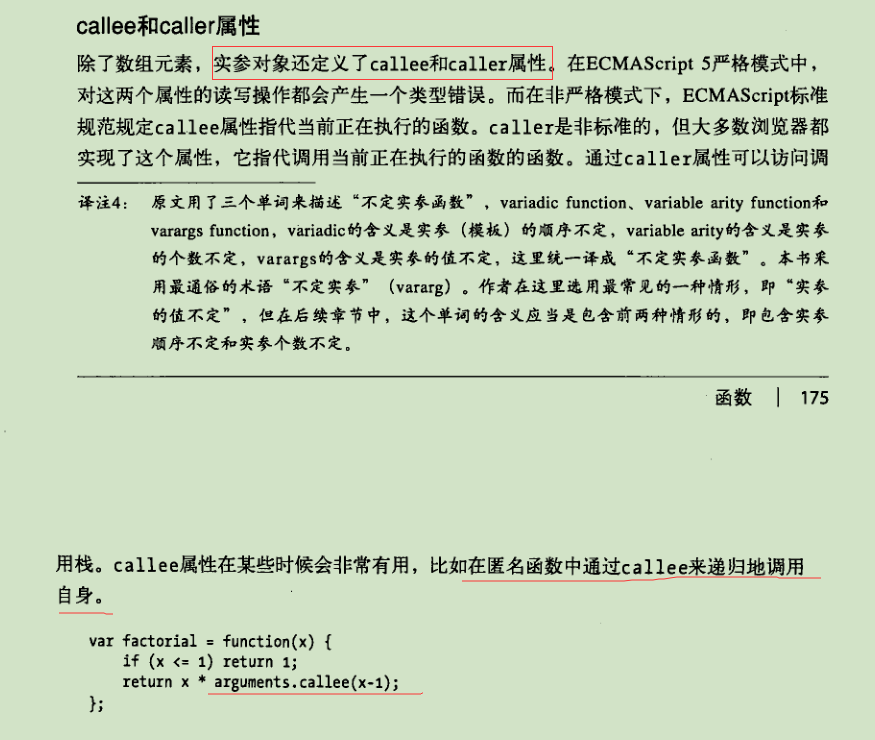 callee和caller属性
除了数组元素，实参对象还定义了callee和caller属性。在ECMAScript 5严格模式中，
对这两个属性的读写操作都会产生一个类型错误。而在非严格模式下，ECMAScript标准
规范规定callee属性指代当前正在执行的函数。caller是非标准的，但大多数浏览器都
实现了这个属性，它指代调用当前正在执行的函数的函数。通过caller属性可以访问调
译注4： 原文用了三个单词来描述“不定实参函数”，variadic function、variable arity function和
varargs function，variadic的含义是实参（模板）的顺序不定，variable arity的含义是实参
的个数不定，varargs的含义是实参的值不定，这里统一译成“不定实参函数”。本书采
用最通俗的术语“不定实参”（vararg）。作者在这里选用最常见的一种情形，即“实参
的值不定”，但在后续章节中，这个单词的含义应当是包含前两种情形的，即包含实参
顺序不定和实参个数不定。
函数 | 175
用栈。callee属性在某些时候会非常有用，比如在匿名函数中通过callee来递归地调用
自身。
var factorial = function(x) {
if (x <= 1) return 1;
return x * arguments.callee(x-1);
};